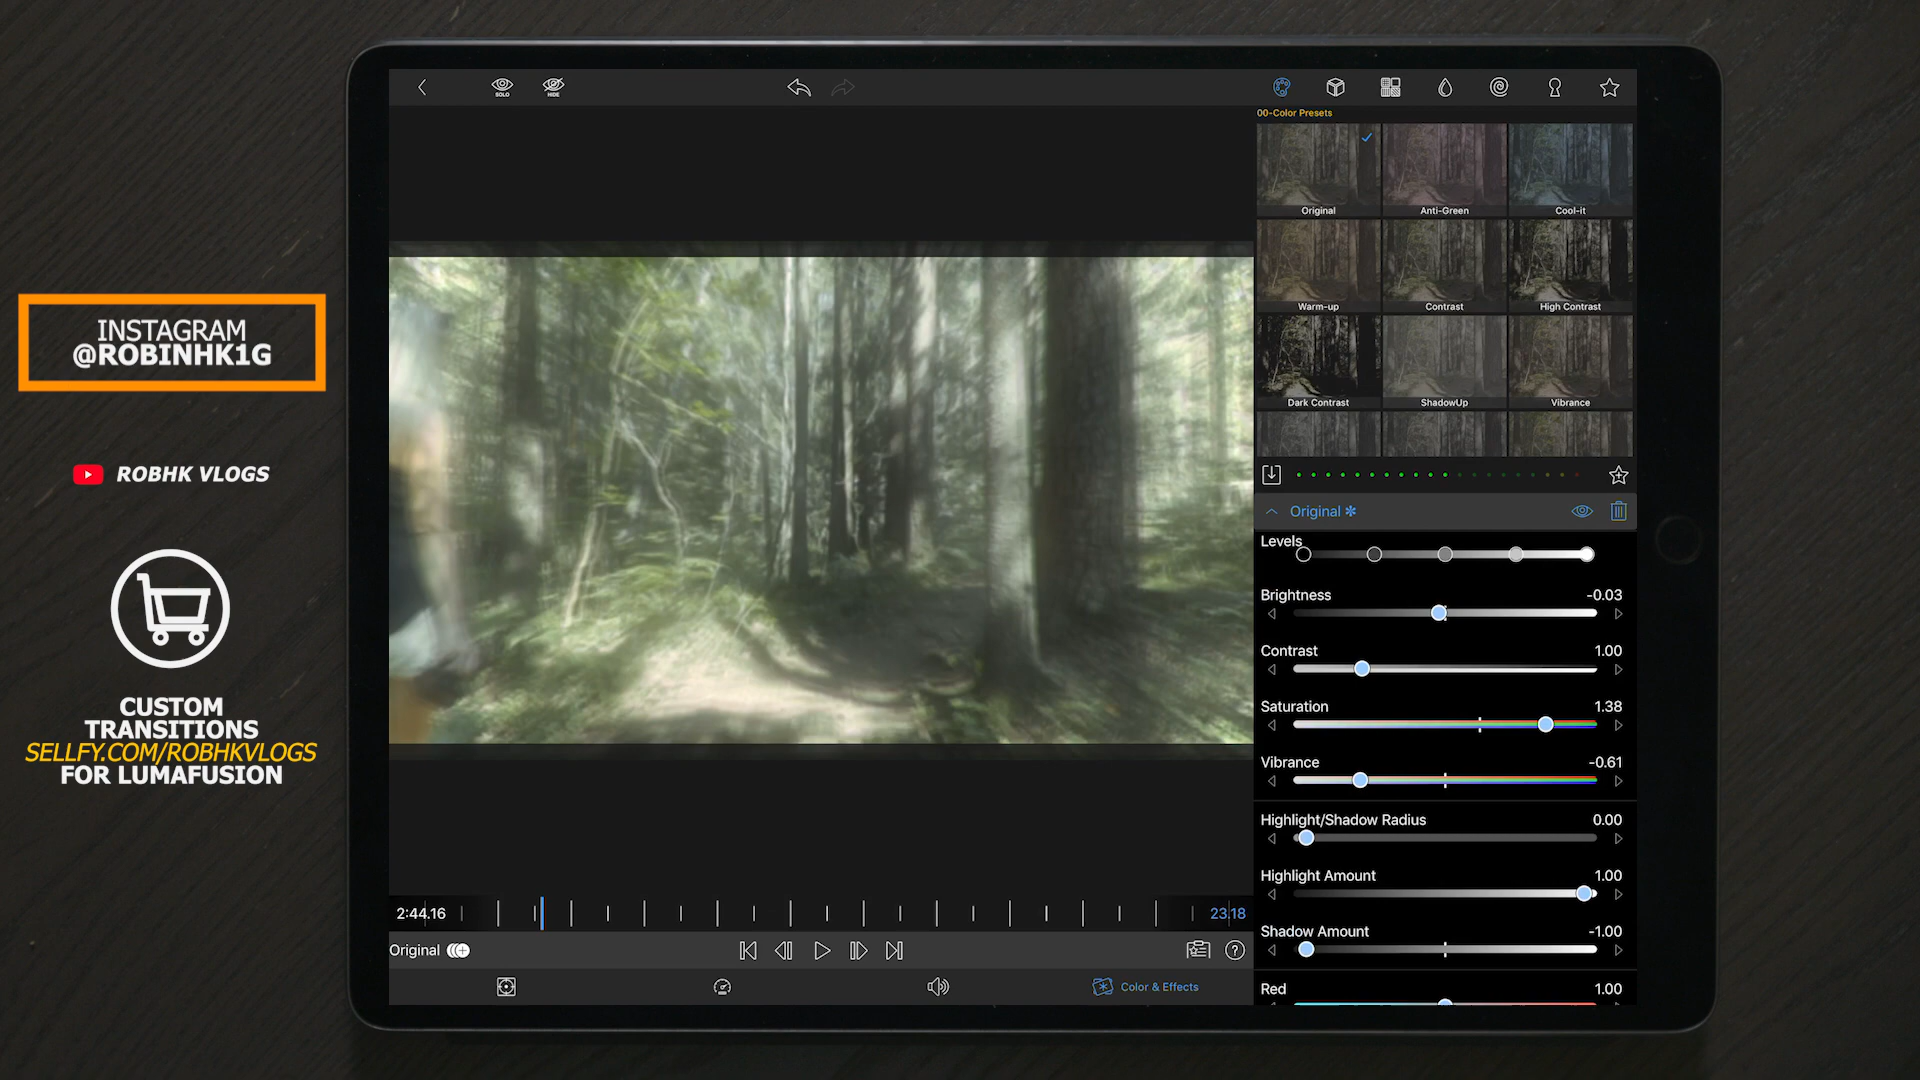 SOLO
HIDE
00-Color Presets
Original
Anti-Green
Cool-it
Warm-up
Contrast
High Contrast
Dark Contrast
ShadowUp
Vibrance
Original
Levels
Brightness
-0.03
Contrast
1.00
Saturation
1.38
Vibrance
-0.61
Highlight/Shadow Radius
0.00
Highlight Amount
1.00
Shadow Amount
-1.00
Red
1.00
2:44.16
23.18
Original
Color & Effects
INSTAGRAM
@ROBINHK1G
ROBHK VLOGS
CUSTOM
TRANSITIONS
SELLFY.COM/ROBHKVLOGS
FOR LUMAFUSION